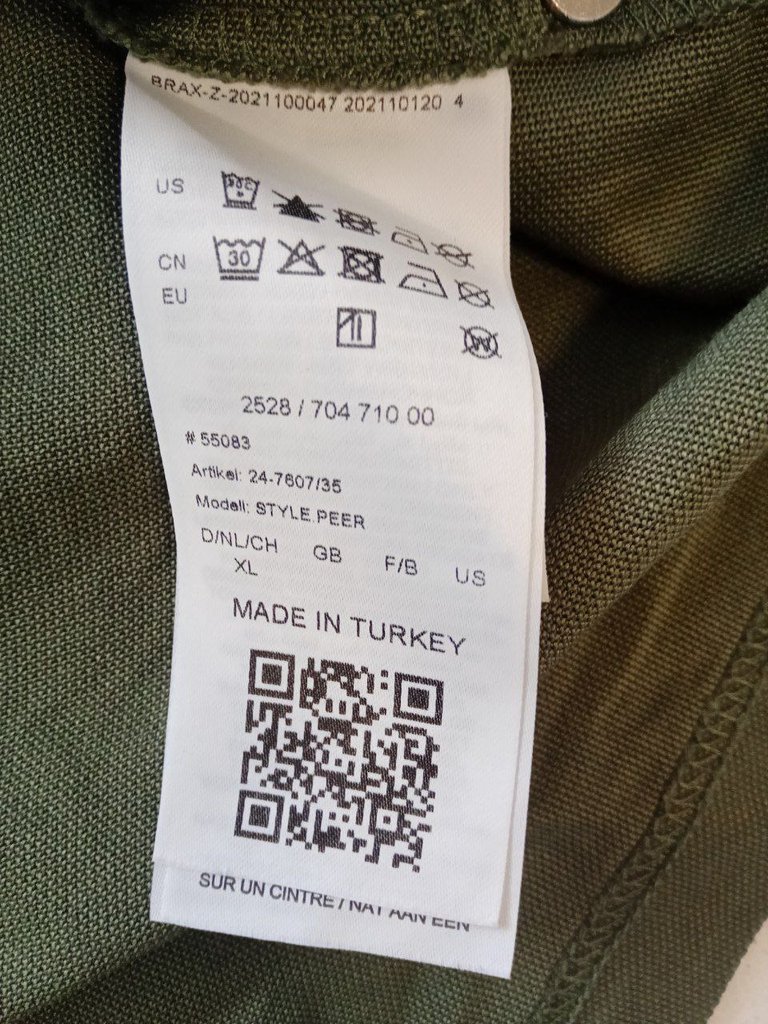 BRAX-Z-2021100047 202110120 4
US
CN
30
EU
W
2528 / 704 710 00
# 55083
Artikel: 24-7607/35
Modell: STYLE.PEER
D/NL/CH GB F/B US
XL
MADE IN TURKEY
SUR UN CINTRE / NAT AAN EEN